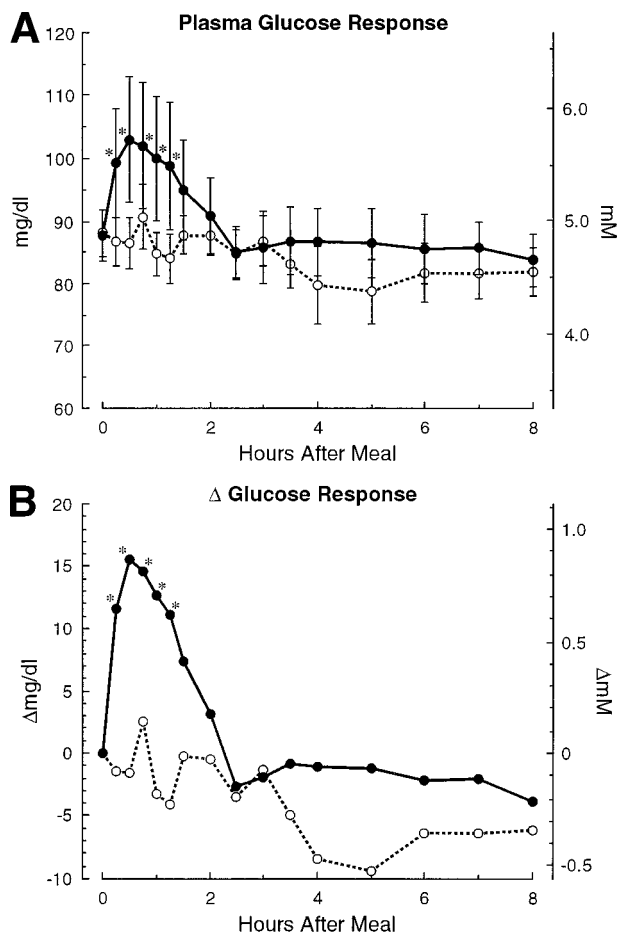 A
Plasma Glucose Response
120
110
100
90
80
70
60
mg/dl
6.0
5.0
4.0
mM
* * * * *
0 2 4 6 8
Hours After Meal
B
Δ Glucose Response
20
15
10
5
0
-5
-10
Δmg/dl
1.0
0.5
0
-0.5
ΔmM
* * * * *
0 2 4 6 8
Hours After Meal